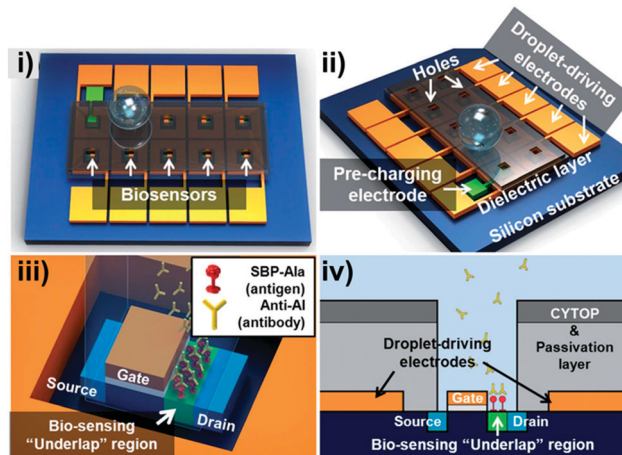 i)
Biosensors
ii)
Holes
Droplet-driving
electrodes
Pre-charging
electrode
Dielectric layer
Silicon substrate
iii)
SBP-Ala
(antigen)
Anti-AI
(antibody)
Gate
Source
Drain
Bio-sensing
"Underlap" region
iv)
CYTOP
&
Passivation
layer
Droplet-driving
electrodes
Gate
Source
Drain
Bio-sensing "Underlap" region